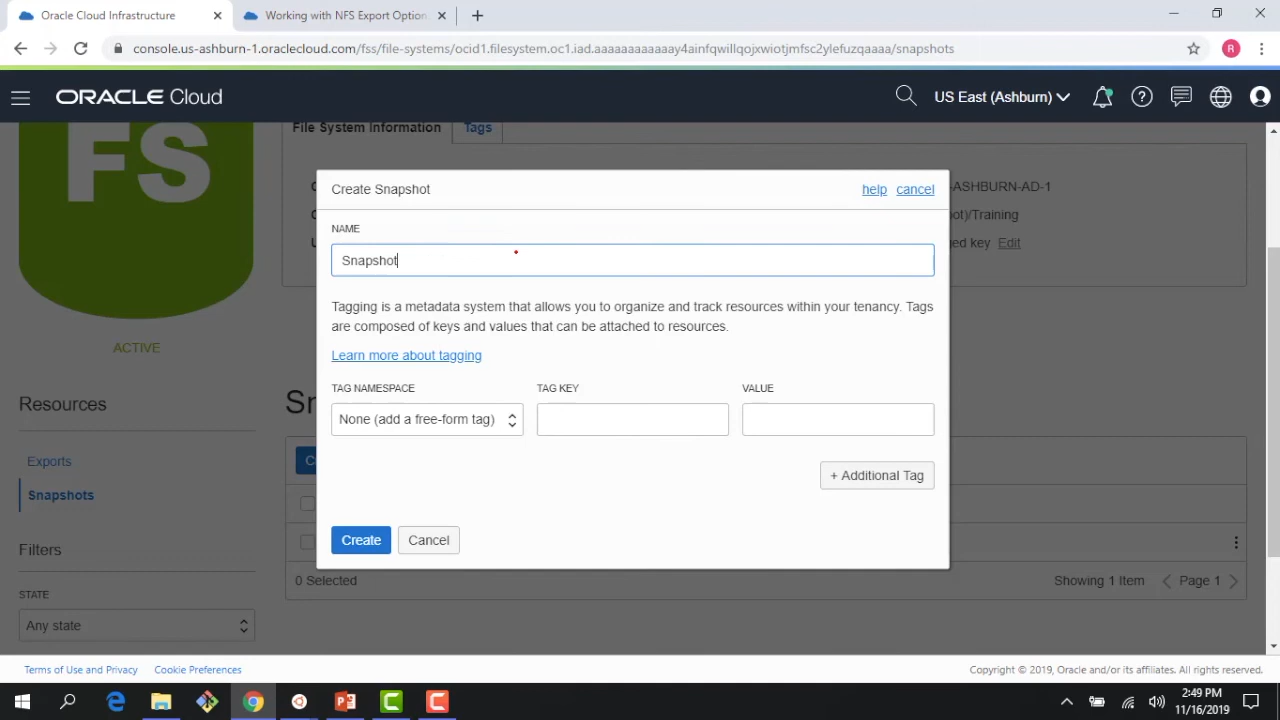 Oracle Cloud Infrastructure
Working with NFS Export Option
console.us-ashburn-1.oraclecloud.com/fss/file-systems/ocid1.filesystem.oc1.iad.aaaaaaaaaaaay4ainfqwillqojxwiotjmfsc2ylefuzqaaaa/snapshots
R
ORACLE Cloud
US East (Ashburn)
FS
File System Information
Tags
-ASHBURN-AD-1
ot)/Training
ged key Edit
Create Snapshot
help
cancel
NAME
Snapshot
Tagging is a metadata system that allows you to organize and track resources within your tenancy. Tags
are composed of keys and values that can be attached to resources.
Learn more about tagging
TAG NAMESPACE
TAG KEY
VALUE
None (add a free-form tag)
+ Additional Tag
Create
Cancel
ACTIVE
Resources
Exports
Snapshots
Filters
STATE
Any state
Sn
0 Selected
Showing 1 Item
Page 1
Terms of Use and Privacy
Cookie Preferences
Copyright © 2019, Oracle and/or its affiliates. All rights reserved.
2:49 PM
11/16/2019